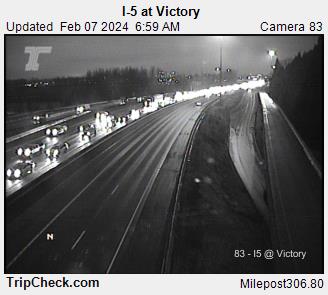 I-5 at Victory
Updated  Feb 07 2024  6:59 AM
Camera 83
T
N
83 - I5 @ Victory
TripCheck.com
Milepost306.80